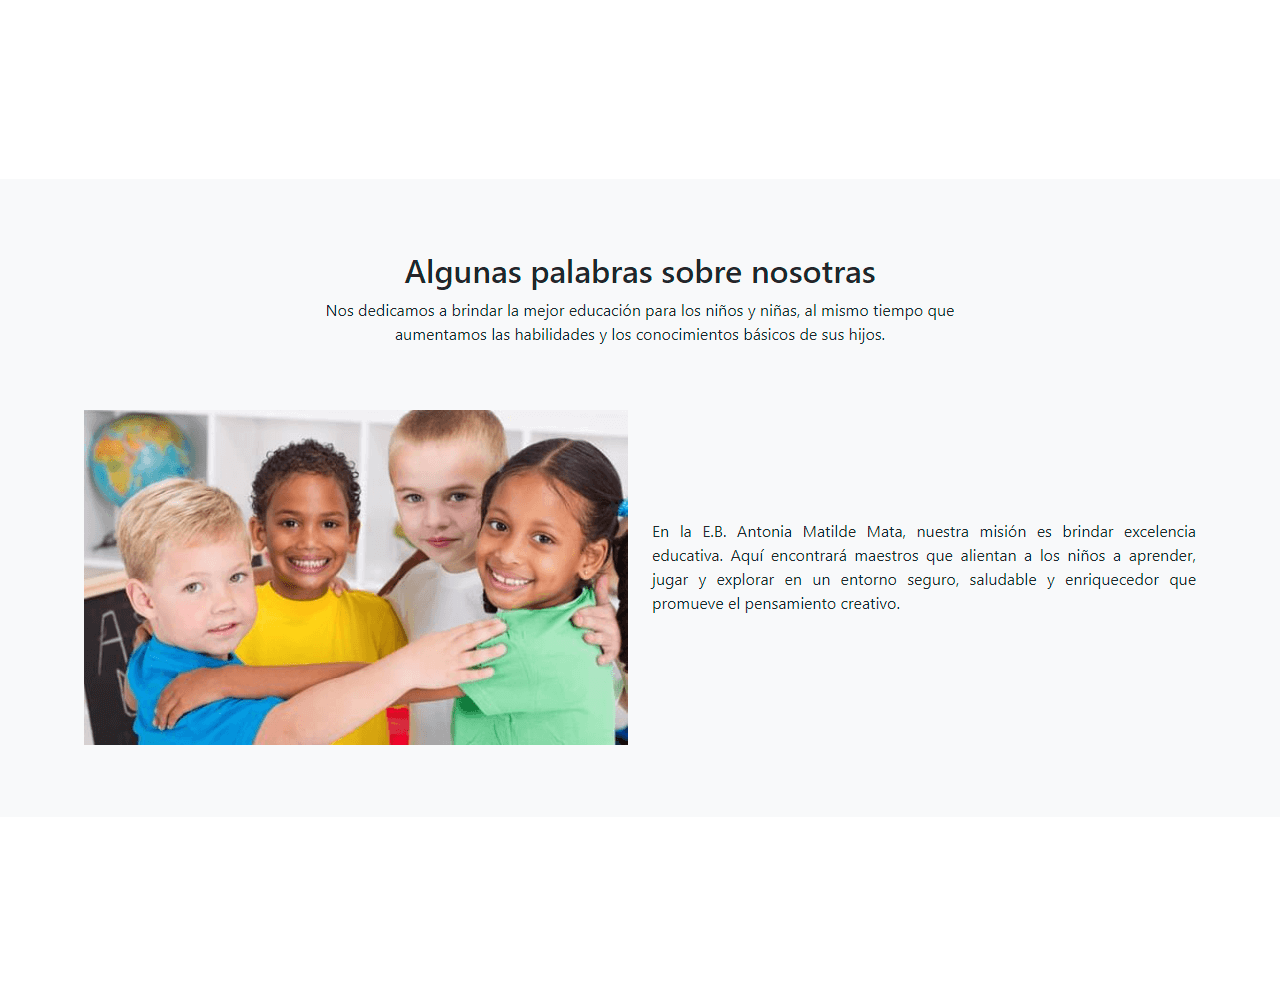 Algunas palabras sobre nosotras
Nos dedicamos a brindar la mejor educación para los niños y niñas, al mismo tiempo que
aumentamos las habilidades y los conocimientos básicos de sus hijos.
En la E.B. Antonia Matilde Mata, nuestra misión es brindar excelencia
educativa. Aquí encontrará maestros que alientan a los niños a aprender,
jugar y explorar en un entorno seguro, saludable y enriquecedor que
promueve el pensamiento creativo.
A